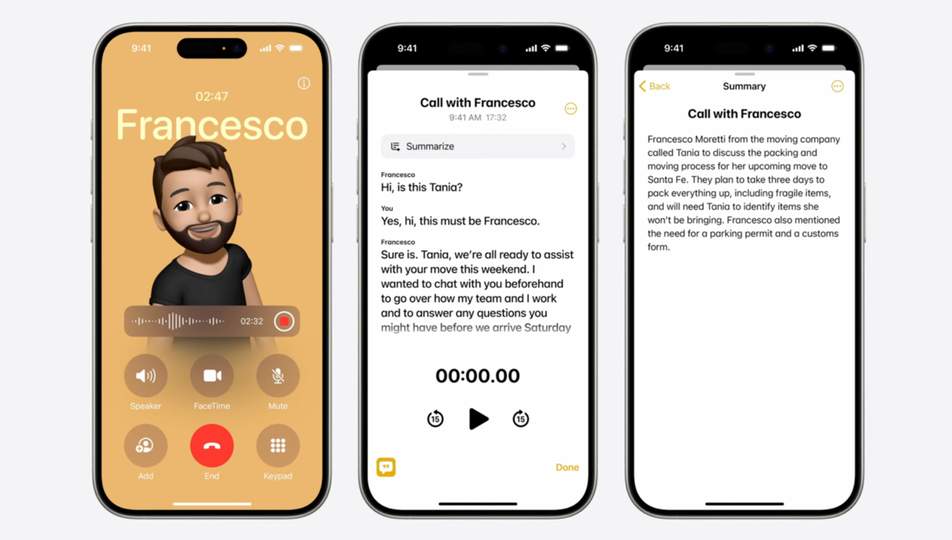 9:41
02:47
Francesco
02:32
Speaker
FaceTime
Mute
Add
End
Keypad
9:41
Call with Francesco
9:41 AM 17:32
Summarize
Francesco
Hi, is this Tania?
You
Yes, hi, this must be Francesco.
Francesco
Sure is. Tania, we're all ready to assist
with your move this weekend. I
wanted to chat with you beforehand
to go over how my team and I work
and to answer any questions you
might have before we arrive Saturday
00:00.00
15
15
Done
9:41
Back
Summary
Call with Francesco
Francesco Moretti from the moving company
called Tania to discuss the packing and
moving process for her upcoming move to
Santa Fe. They plan to take three days to
pack everything up, including fragile items,
and will need Tania to identify items she
won't be bringing. Francesco also mentioned
the need for a parking permit and a customs
form.